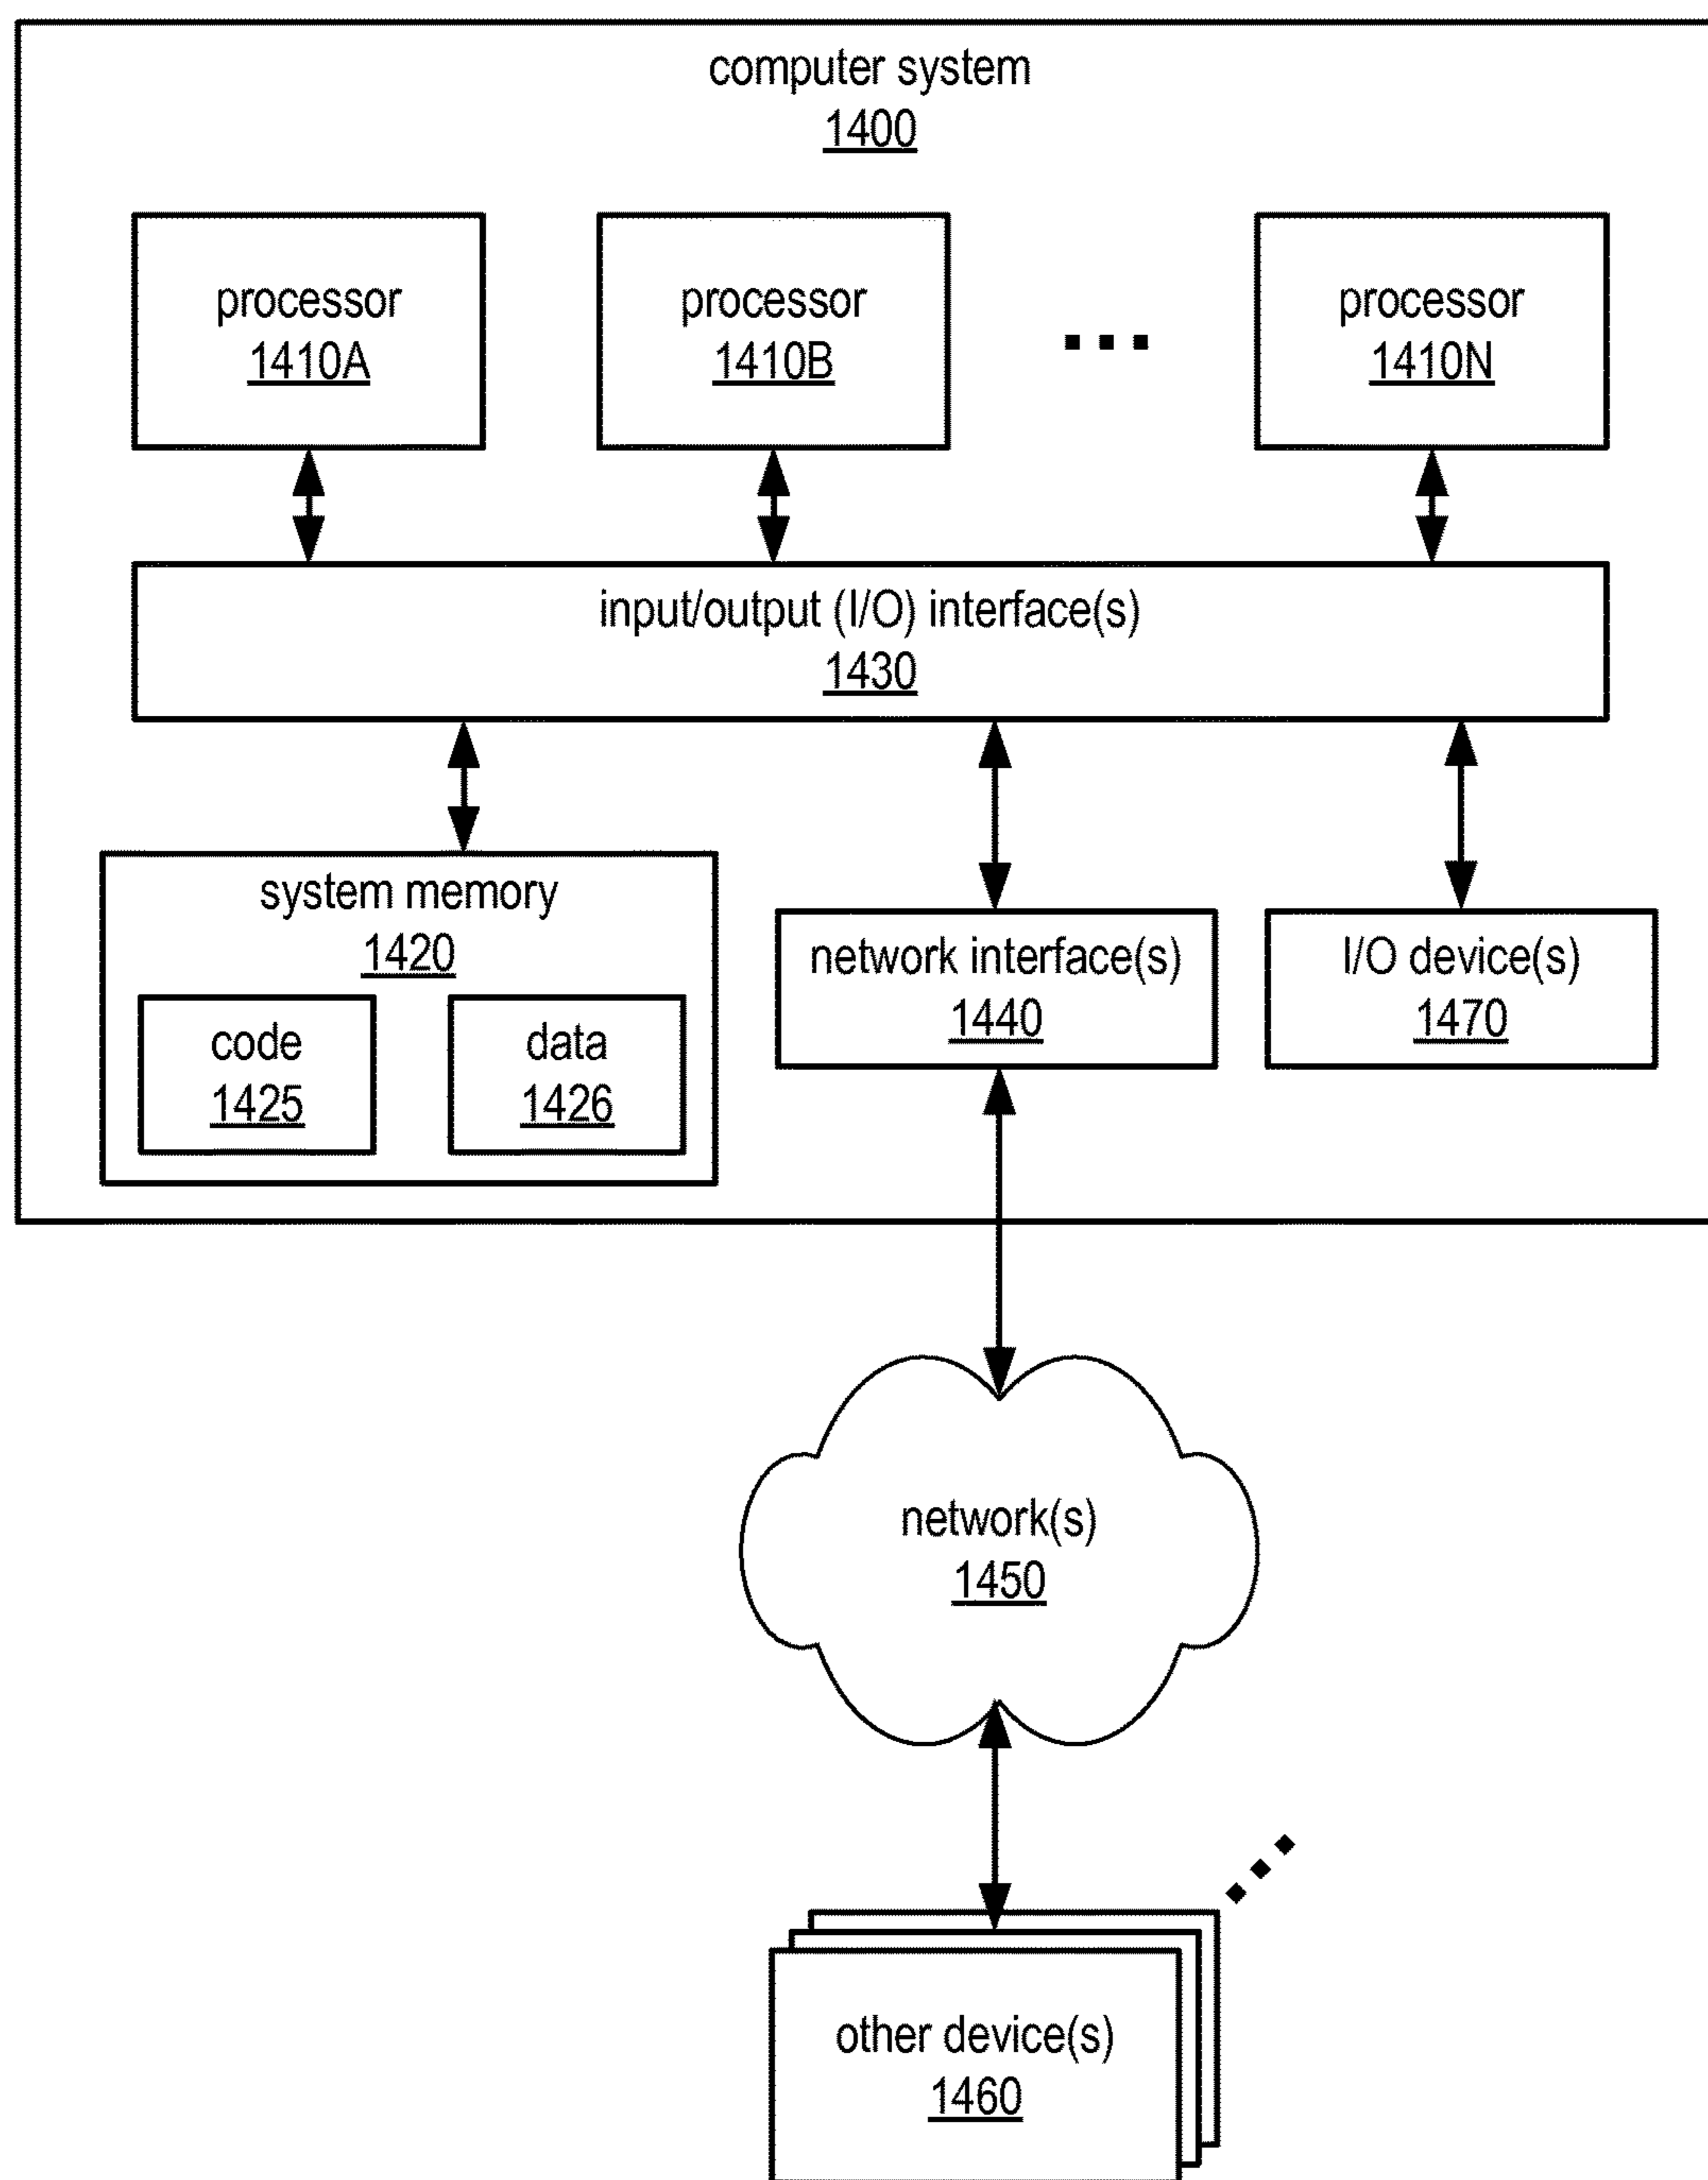 computer system
1400
processor
1410A
processor
1410B
processor
1410N
input/output (I/O) interface(s)
1430
system memory
1420
code
1425
data
1426
network interface(s)
1440
I/O device(s)
1470
network(s)
1450
other device(s)
1460